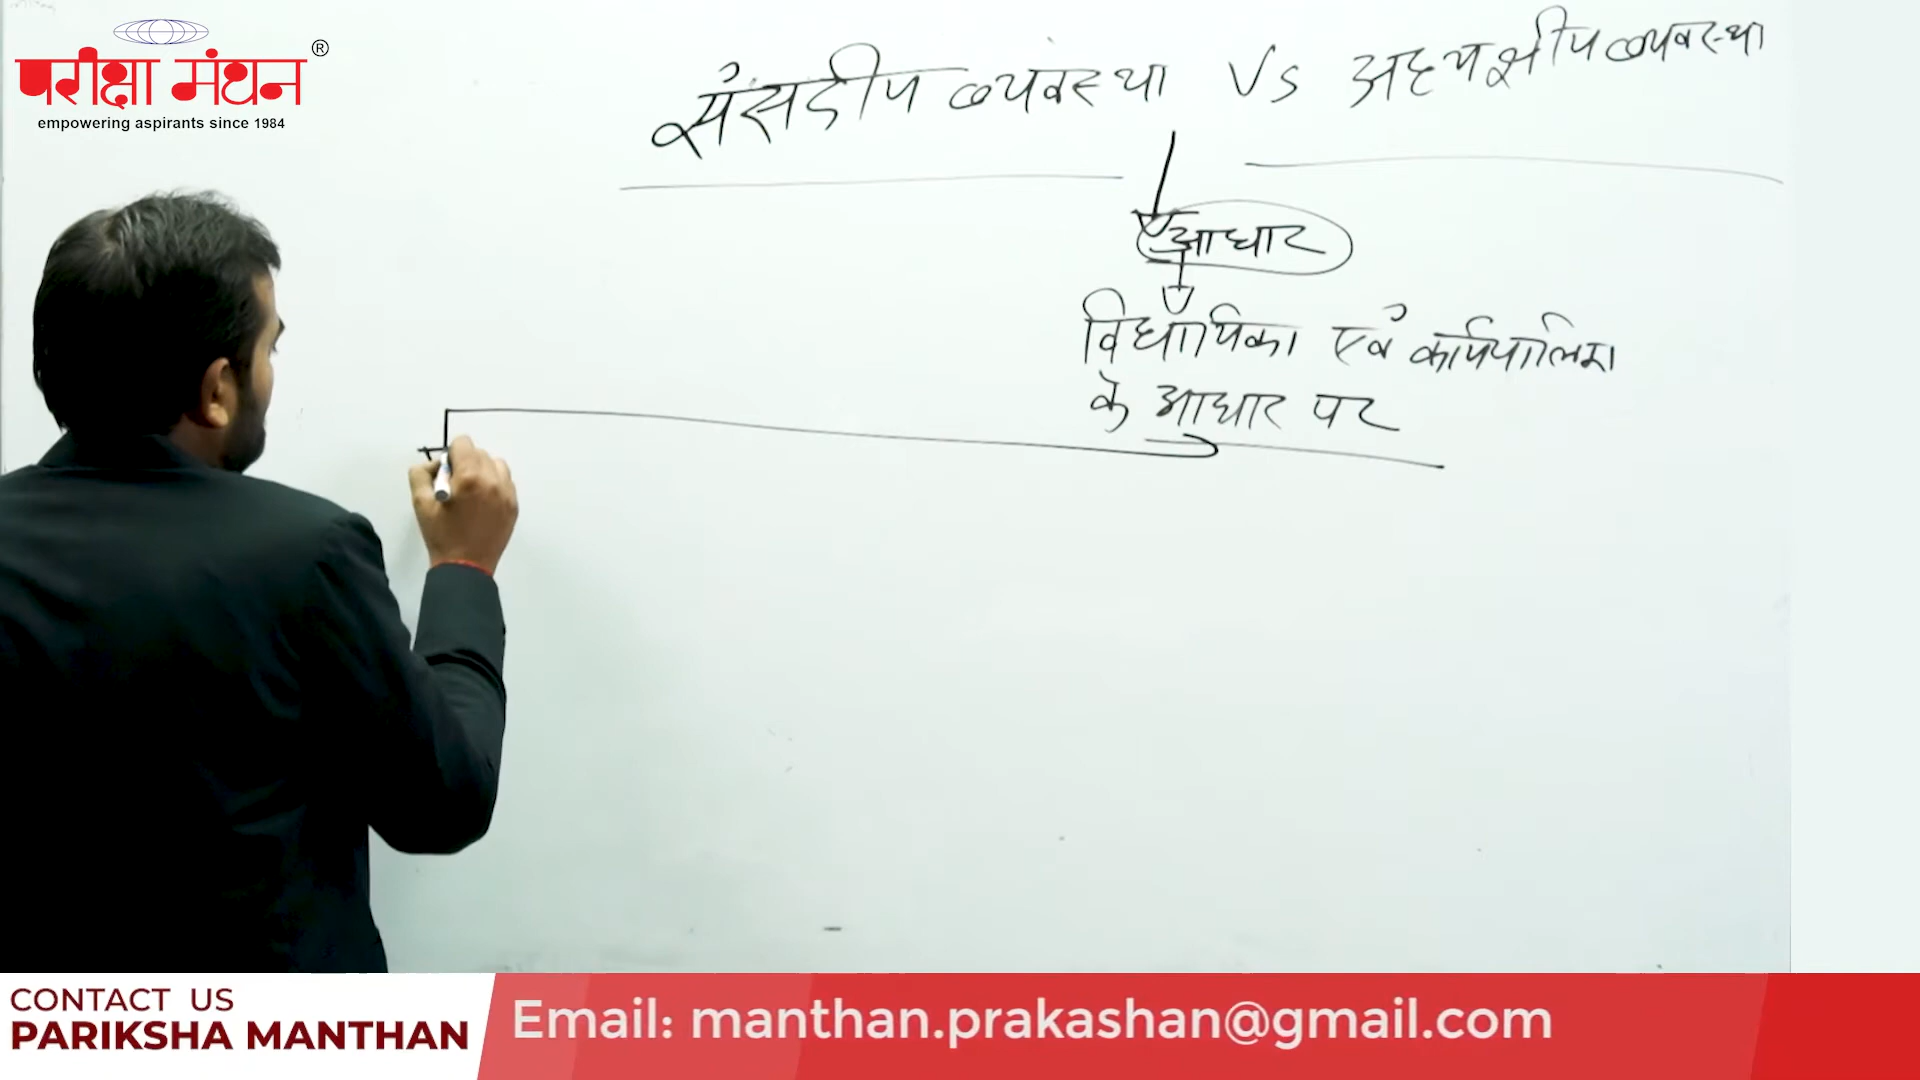 परीक्षा मंथन ®
empowering aspirants since 1984
संसदीय व्यवस्था Vs अध्यक्षीय व्यवस्था
आधार
विधायिका एवं कार्यपालिका
के आधार पर
CONTACT US
PARIKSHA MANTHAN
Email: manthan.prakashan@gmail.com